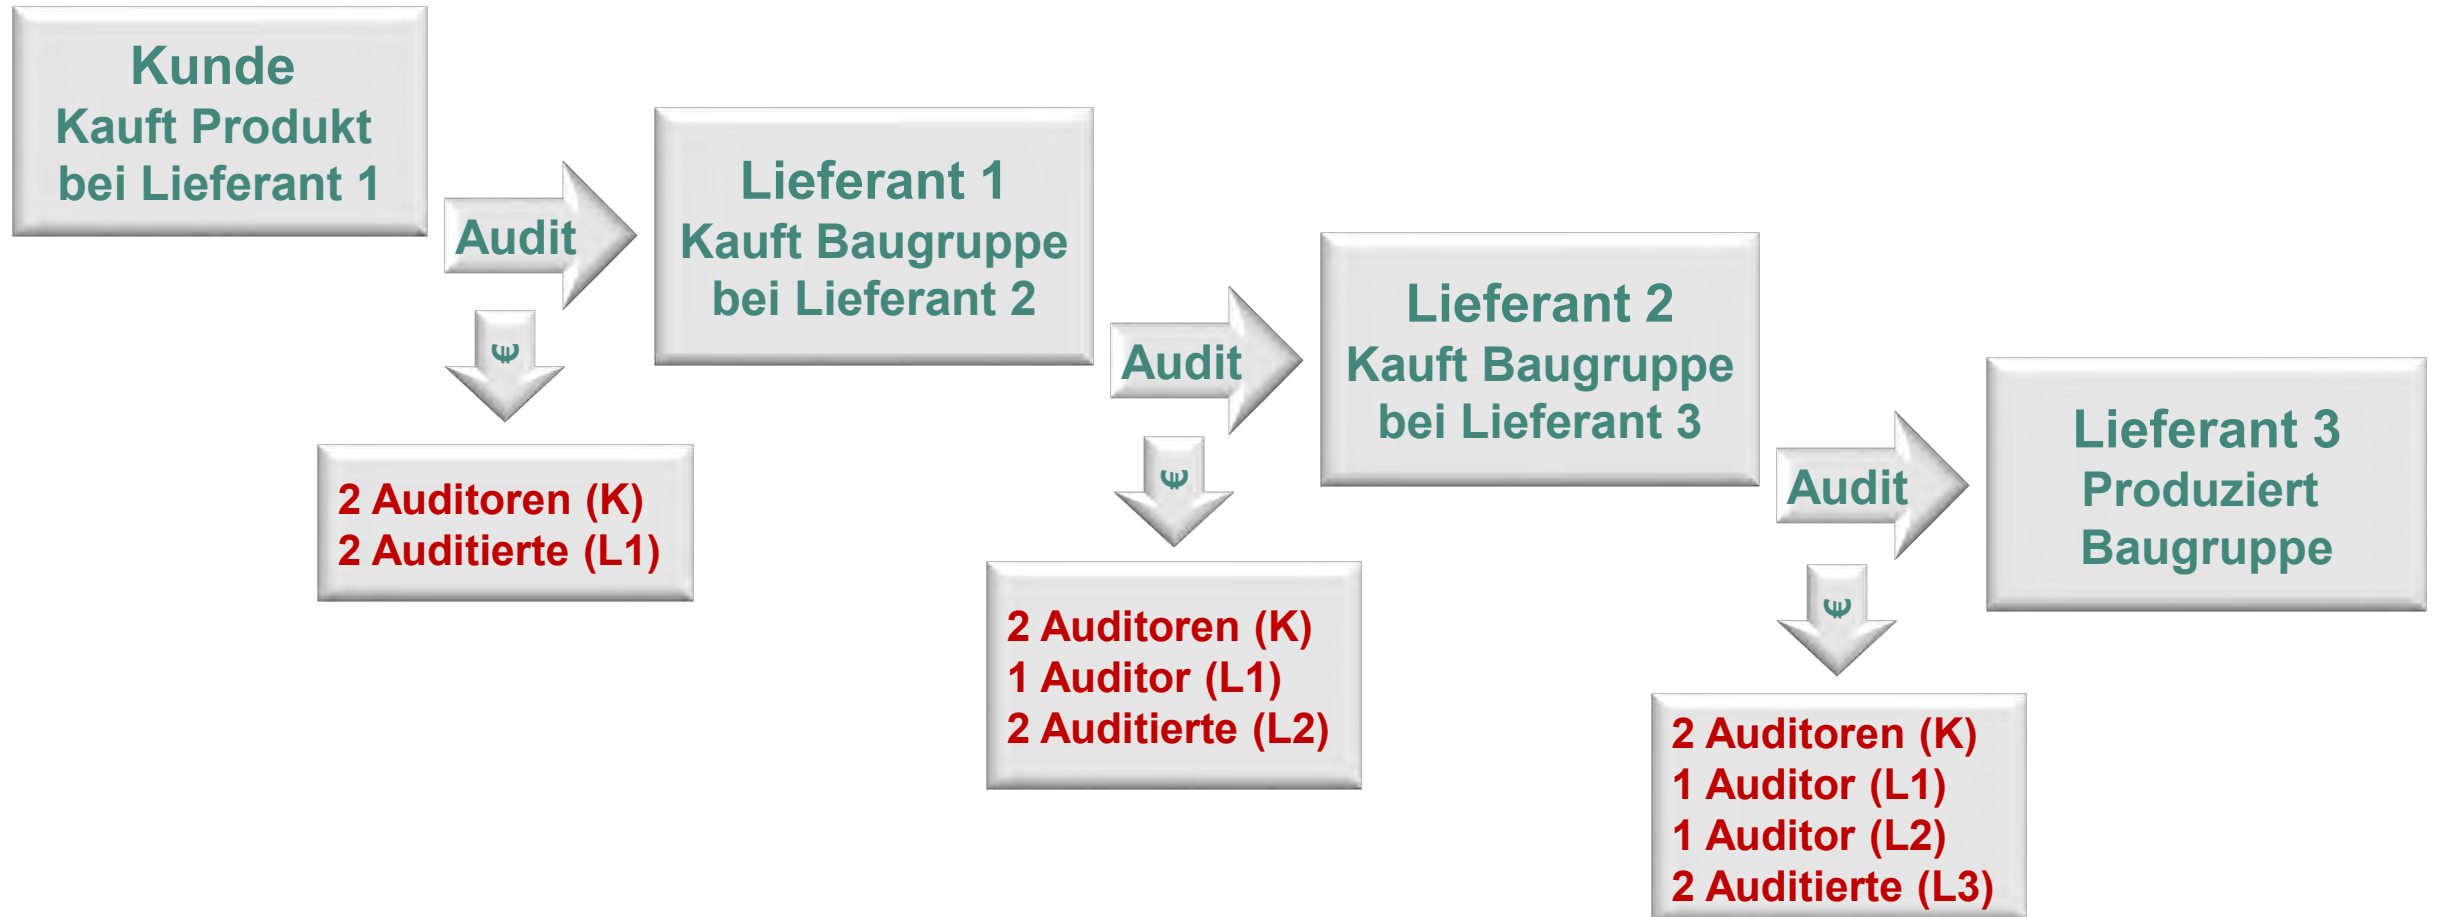 Kunde
Kauft Produkt
bei Lieferant 1
Audit
€
2 Auditoren (K)
2 Auditierte (L1)
Lieferant 1
Kauft Baugruppe
bei Lieferant 2
Audit
€
2 Auditoren (K)
1 Auditor (L1)
2 Auditierte (L2)
Lieferant 2
Kauft Baugruppe
bei Lieferant 3
Audit
€
2 Auditoren (K)
1 Auditor (L1)
1 Auditor (L2)
2 Auditierte (L3)
Lieferant 3
Produziert
Baugruppe